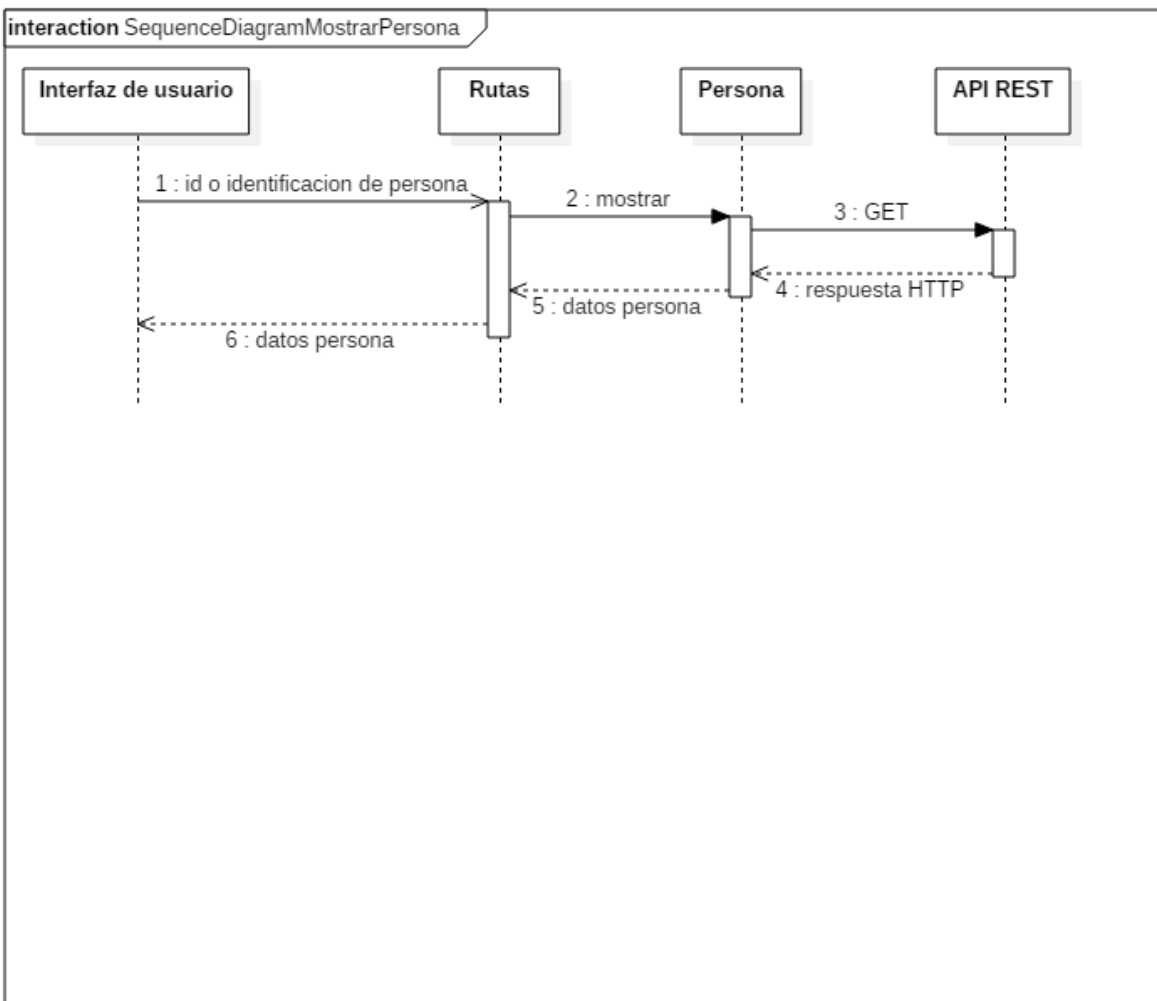 interaction SequenceDiagramMostrarPersona
Interfaz de usuario
Rutas
Persona
API REST
1 : id o identificacion de persona
2 : mostrar
3 : GET
4 : respuesta HTTP
5 : datos persona
6 : datos persona